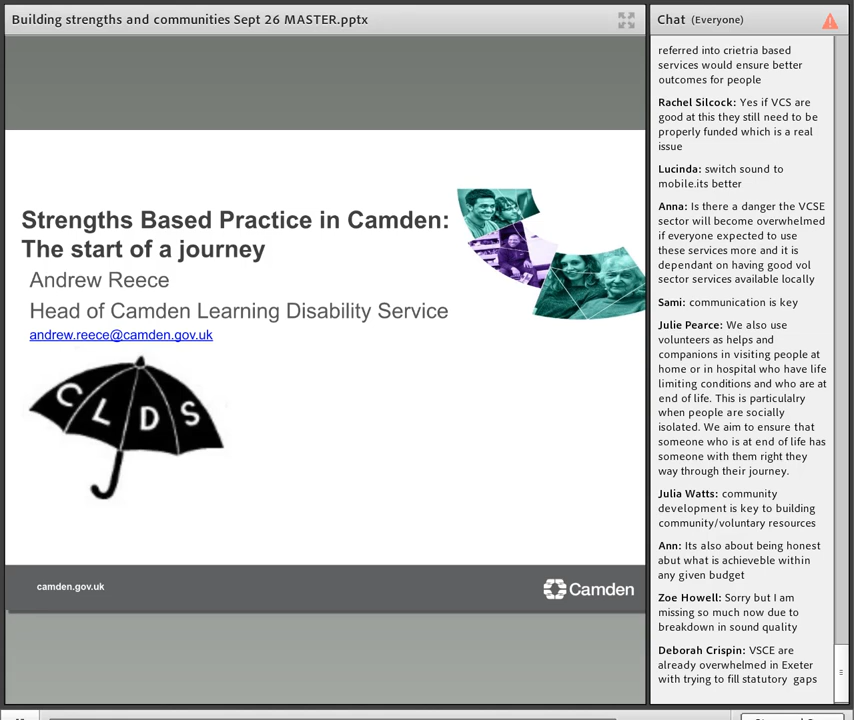 Building strengths and communities Sept 26 MASTER.pptx
Strengths Based Practice in Camden:
The start of a journey
Andrew Reece
Head of Camden Learning Disability Service
andrew.reece@camden.gov.uk
C L D S
camden.gov.uk
Camden
Chat (Everyone)
referred into crietria based
services would ensure better
outcomes for people
Rachel Silcock: Yes if VCS are
good at this they still need to be
properly funded which is a real
issue
Lucinda: switch sound to
mobile.its better
Anna: Is there a danger the VCSE
sector will become overwhelmed
if everyone expected to use
these services more and it is
dependant on having good vol
sector services available locally
Sami: communication is key
Julie Pearce: We also use
volunteers as helps and
companions in visiting people at
home or in hospital who have life
limiting conditions and who are at
end of life. This is particulalry
when people are socially
isolated. We aim to ensure that
someone who is at end of life has
someone with them right they
way through their journey.
Julia Watts: community
development is key to building
community/voluntary resources
Ann: Its also about being honest
abut what is achieveble within
any given budget
Zoe Howell: Sorry but I am
missing so much now due to
breakdown in sound quality
Deborah Crispin: VSCE are
already overwhelmed in Exeter
with trying to fill statutory gaps